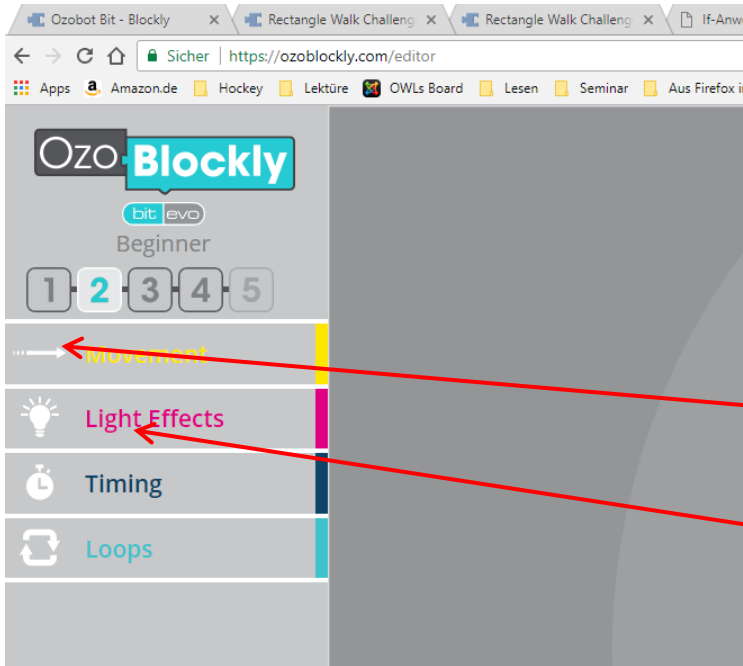 Ozobot Bit - Blockly
Rectangle Walk Challeng
Rectangle Walk Challeng
If-Anw
Sicher
https://ozoblockly.com/editor
Apps
Amazon.de
Hockey
Lektüre
OWLs Board
Lesen
Seminar
Aus Firefox i
Ozo Blockly
bit evo
Beginner
1 2 3 4 5
Movement
Light Effects
Timing
Loops